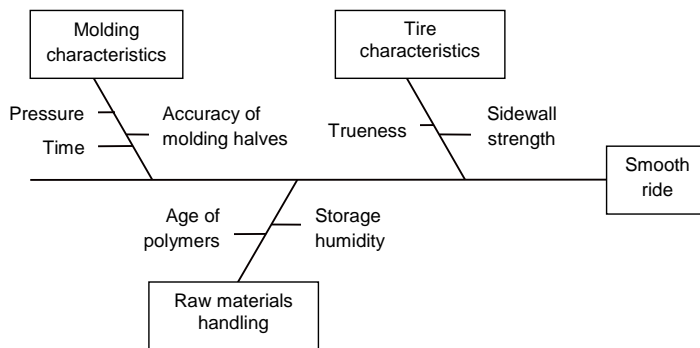 Molding
characteristics
Tire
characteristics
Pressure
Accuracy of
molding halves
Time
Trueness
Sidewall
strength
Smooth
ride
Age of
polymers
Storage
humidity
Raw materials
handling